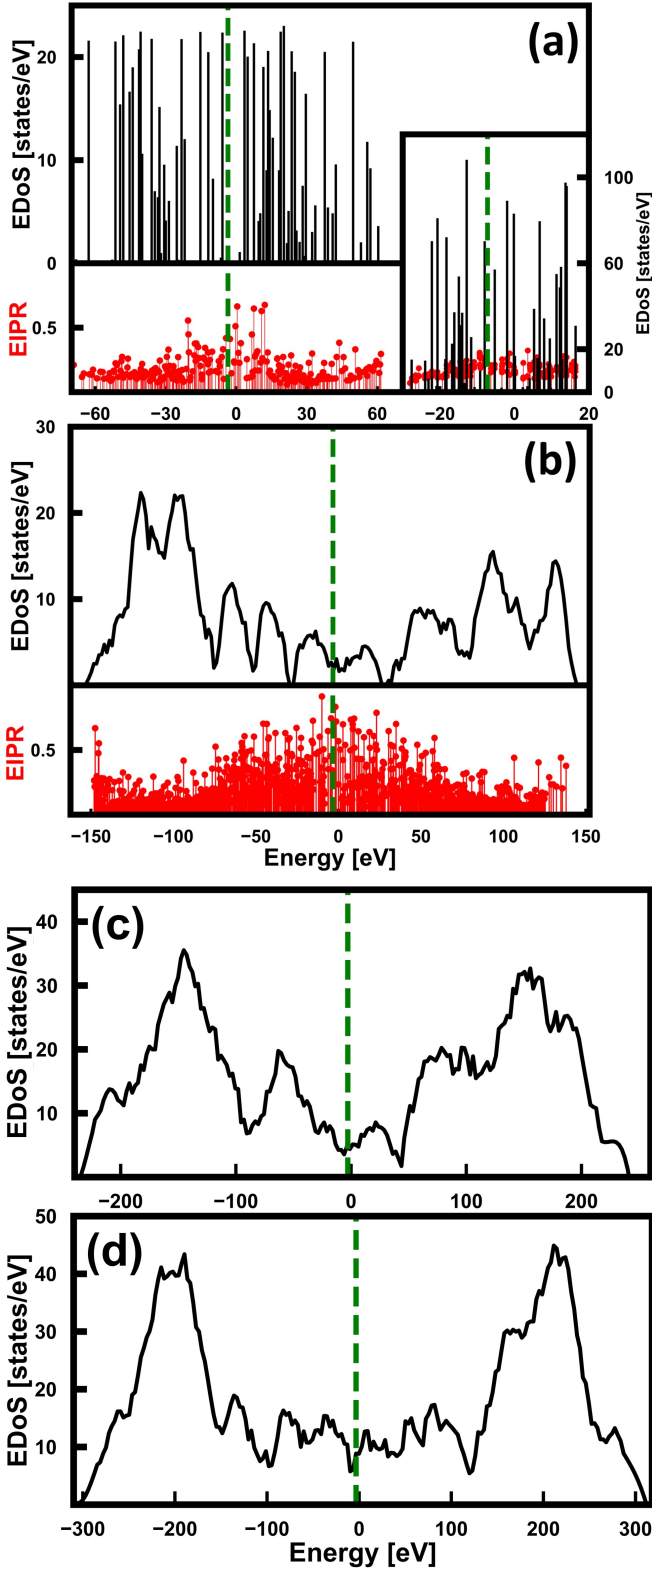 (a)
EDoS [states/eV]
20
10
0
EIPR
0.5
−60 −30 0 30 60
100
60
20
0
EDoS [states/eV]
−20 0 20
(b)
EDoS [states/eV]
30
20
10
EIPR
0.5
−150 −100 −50 0 50 100 150
Energy [eV]
(c)
EDoS [states/eV]
40
30
20
10
−200 −100 0 100 200
(d)
EDoS [states/eV]
50
40
30
20
10
−300 −200 −100 0 100 200 300
Energy [eV]